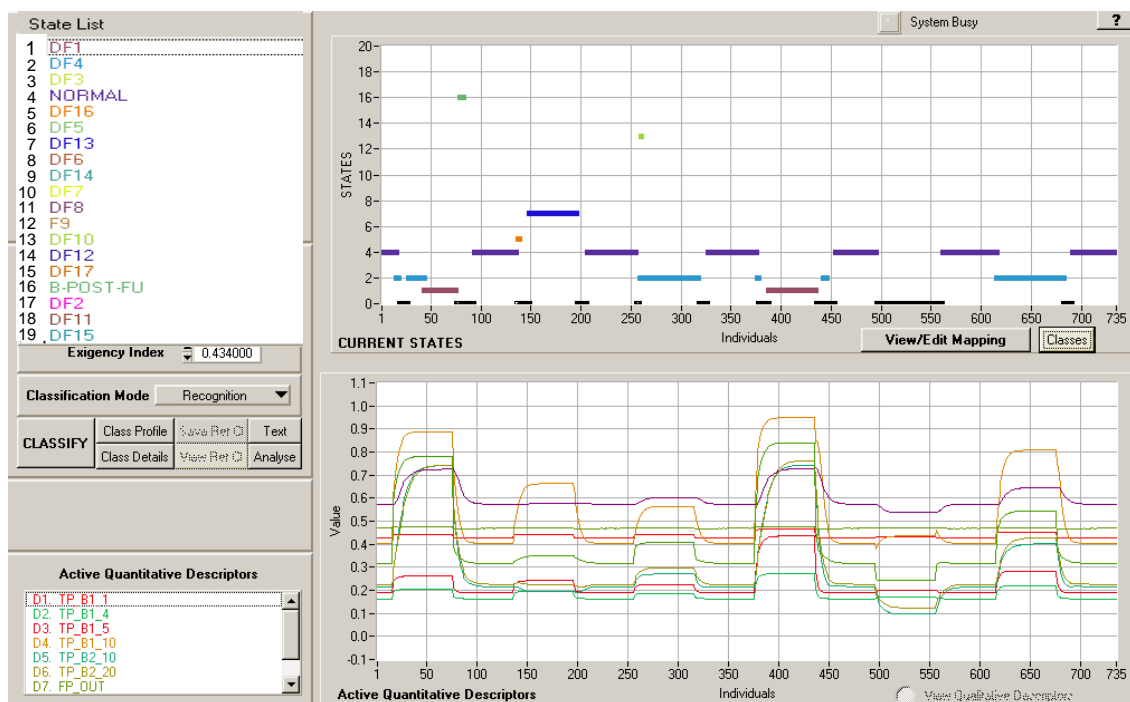 State List
1 DF1
2 DF4
3 DF3
4 NORMAL
5 DF16
6 DF5
7 DF13
8 DF6
9 DF14
10 DF7
11 DF8
12 F9
13 DF10
14 DF12
15 DF17
16 B-POST-FU
17 DF2
18 DF11
19 DF15
Exigency Index 0.434000
Classification Mode Recognition
CLASSIFY
Class Profile Save Ret Cl Text
Class Details View Ret Cl Analyse
Active Quantitative Descriptors
D1. TP_B1_1
D2. TP_B1_4
D3. TP_B1_5
D4. TP_B1_10
D5. TP_B2_10
D6. TP_B2_20
D7. FP_OUT
System Busy ?
20
18
16
14
12
10
8
6
4
2
0
STATES
1 50 100 150 200 250 300 350 400 450 500 550 600 650 700 735
CURRENT STATES Individuals View/Edit Mapping Classes
1.1
1.0
0.9
0.8
0.7
0.6
0.5
0.4
0.3
0.2
0.1
0.0
-0.1
Value
1 50 100 150 200 250 300 350 400 450 500 550 600 650 700 735
Active Quantitative Descriptors Individuals View Qualitative Descriptors